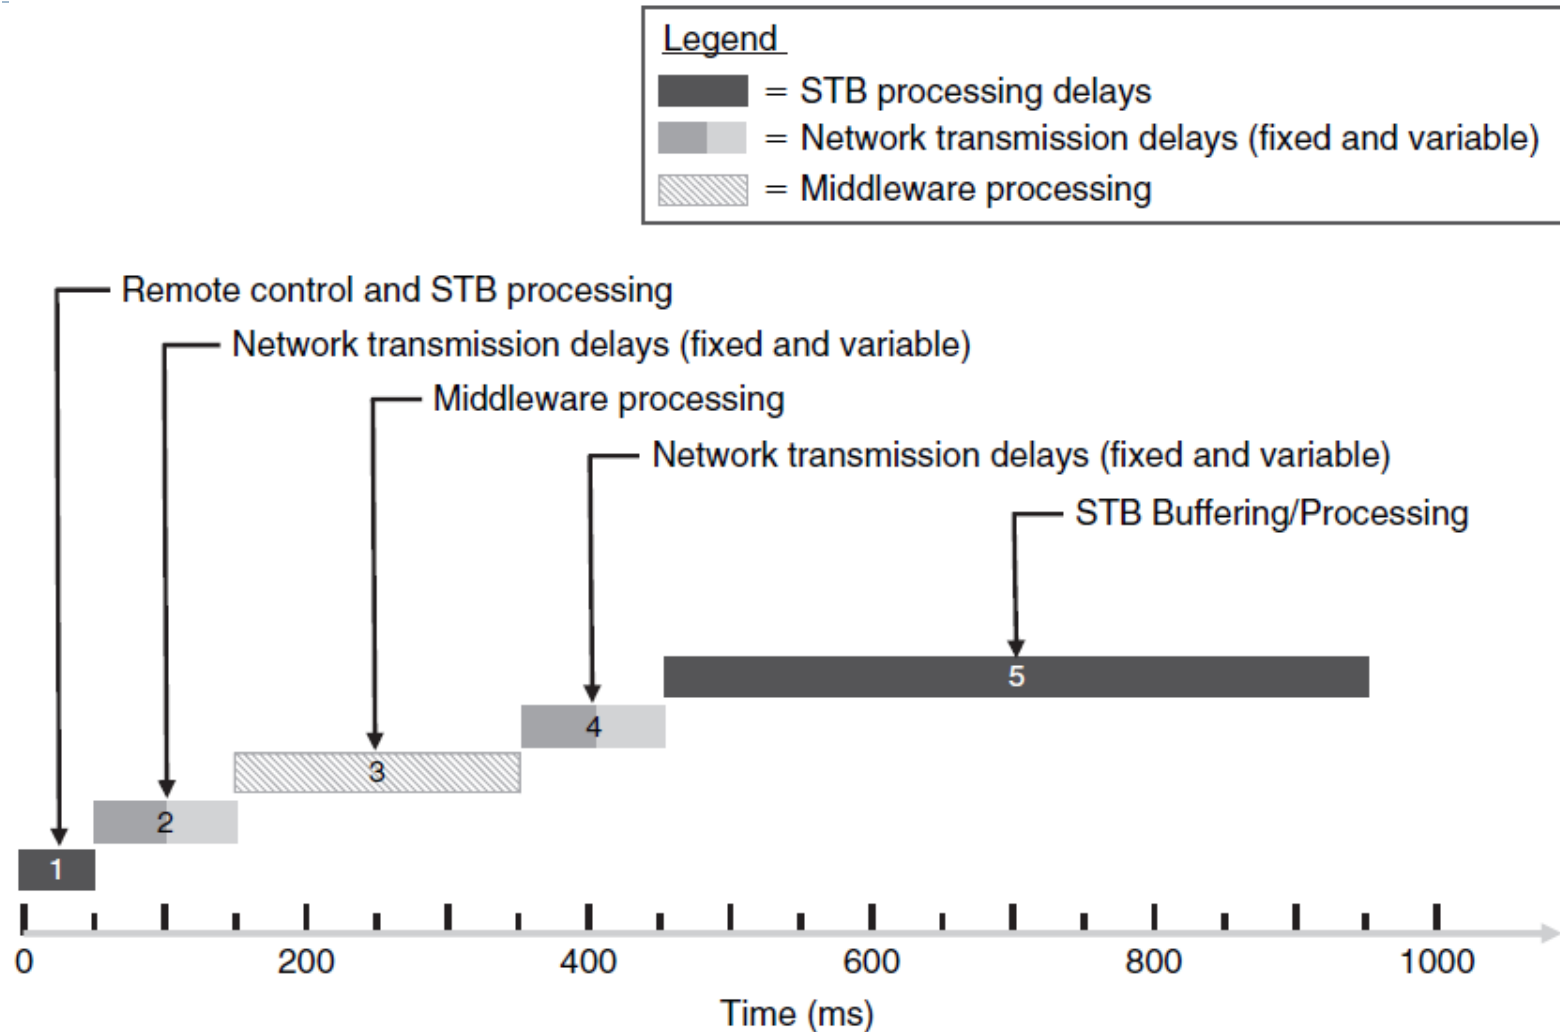 Legend
= STB processing delays
= Network transmission delays (fixed and variable)
= Middleware processing
Remote control and STB processing
Network transmission delays (fixed and variable)
Middleware processing
Network transmission delays (fixed and variable)
STB Buffering/Processing
5
4
3
2
1
0 200 400 600 800 1000
Time (ms)